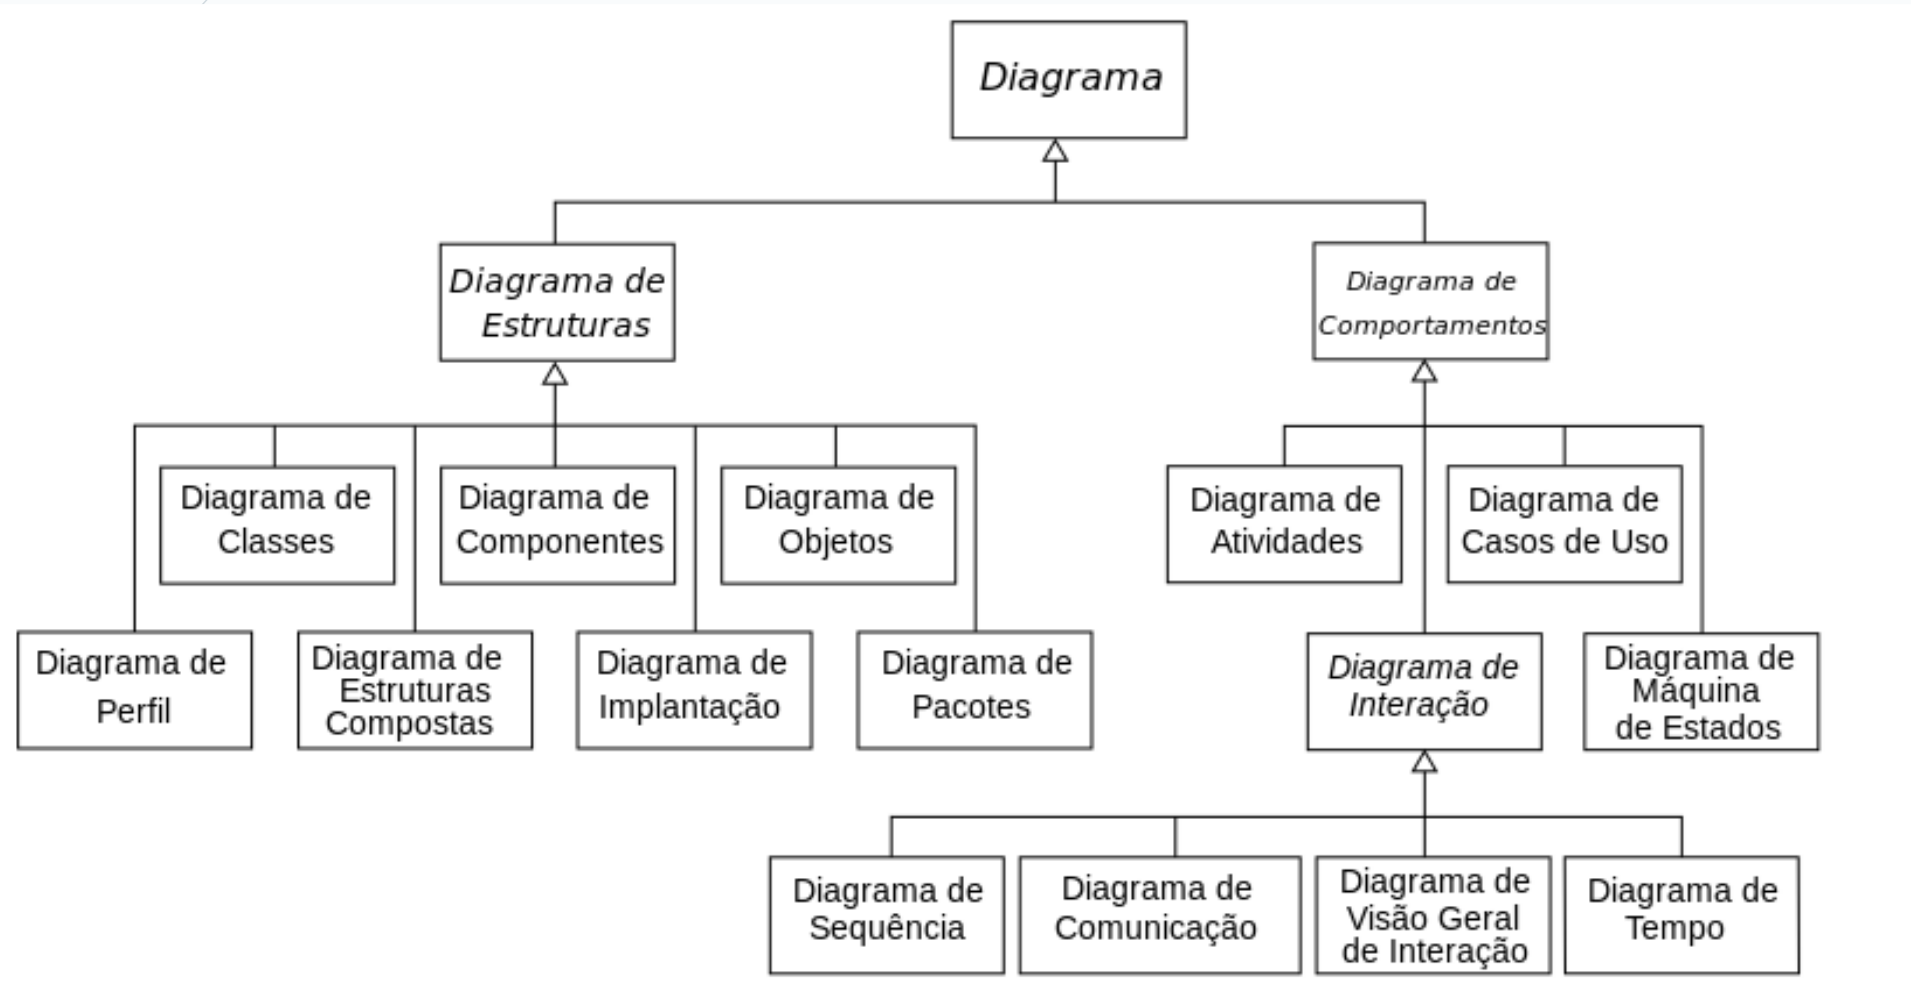 Diagrama
Diagrama de
Estruturas
Diagrama de
Comportamentos
Diagrama de
Classes
Diagrama de
Componentes
Diagrama de
Objetos
Diagrama de
Atividades
Diagrama de
Casos de Uso
Diagrama de
Perfil
Diagrama de
Estruturas
Compostas
Diagrama de
Implantação
Diagrama de
Pacotes
Diagrama de
Interação
Diagrama de
Máquina
de Estados
Diagrama de
Sequência
Diagrama de
Comunicação
Diagrama de
Visão Geral
de Interação
Diagrama de
Tempo